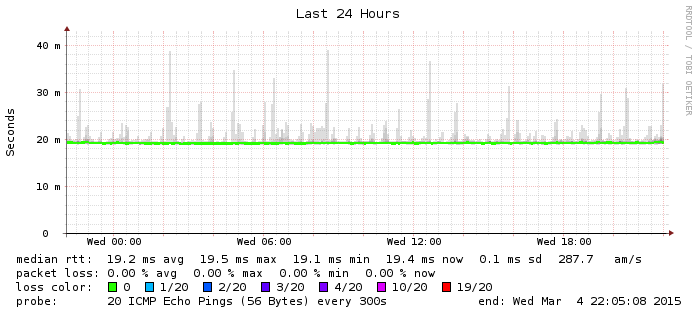 Last 24 Hours
RRDTOOL / TOBI OETIKER
Seconds
40 m
30 m
20 m
10 m
0
Wed 00:00 Wed 06:00 Wed 12:00 Wed 18:00
median rtt: 19.2 ms avg 19.5 ms max 19.1 ms min 19.4 ms now 0.1 ms sd 287.7 am/s
packet loss: 0.00 % avg 0.00 % max 0.00 % min 0.00 % now
loss color: 0 1/20 2/20 3/20 4/20 10/20 19/20
probe: 20 ICMP Echo Pings (56 Bytes) every 300s end: Wed Mar 4 22:05:08 2015